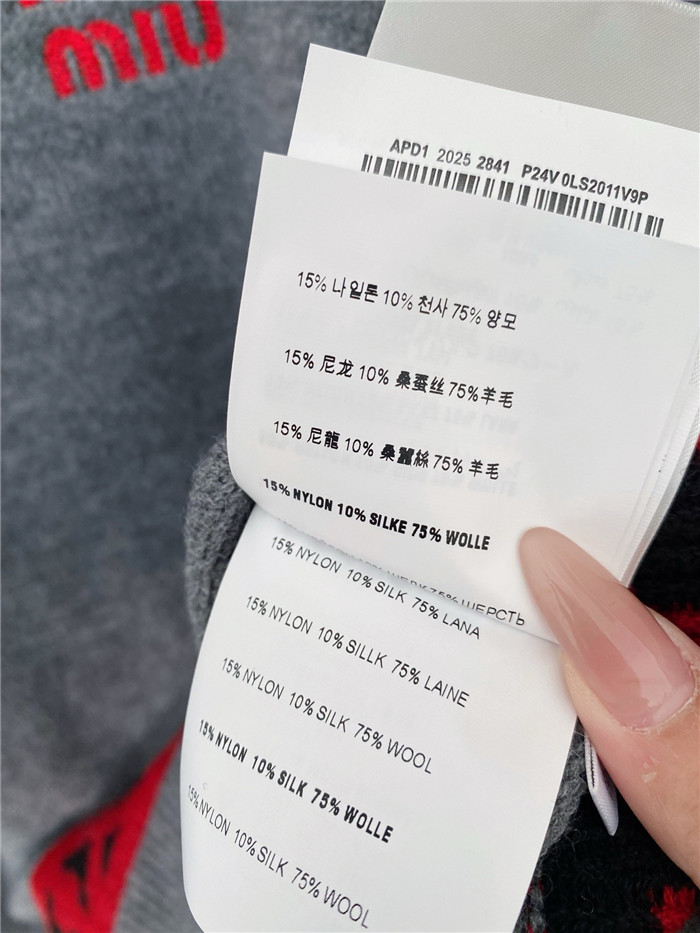 MIU
APD1 2025 2841 P24V 0LS2011V9P
15% 나일론 10% 천사 75% 양모
15% 尼龙 10% 桑蚕丝 75% 羊毛
15% 尼龍 10% 桑蠶絲 75% 羊毛
15% NYLON 10% SILKE 75% WOLLE
75% ШЕРСТЬ
15% NYLON 10% SILK 75% LANA
15% NYLON 10% SILLK 75% LAINE
15% NYLON 10% SILK 75% WOOL
15% NYLON 10% SILK 75% WOLLE
15% NYLON 10% SILK 75% WOOL